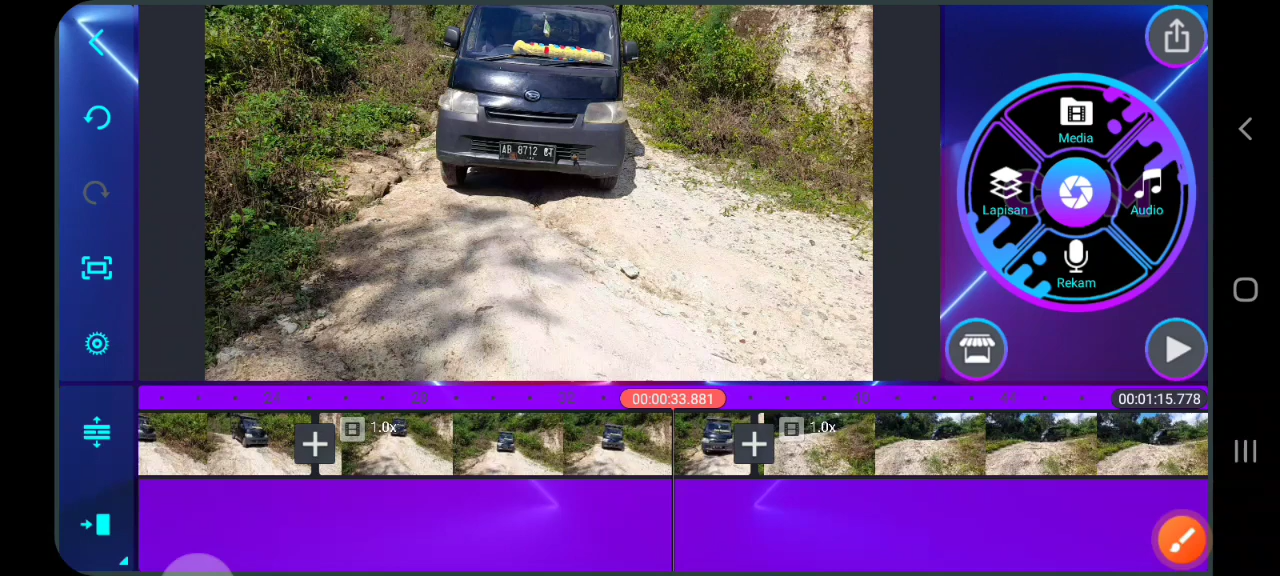 AB 8712
Media
Lapisan
Audio
Rekam
00:00:33.881
00:01:15.778
1.0x
1.0x